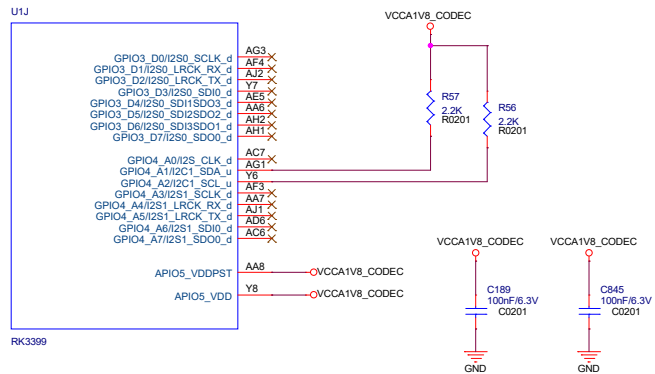 U1J
VCCA1V8_CODEC
GPIO3_D0/I2S0_SCLK_d AG3
GPIO3_D1/I2S0_LRCK_RX_d AF4
GPIO3_D2/I2S0_LRCK_TX_d AJ2
GPIO3_D3/I2S0_SDI0_d Y7
GPIO3_D4/I2S0_SDI1SDO3_d AE5
GPIO3_D5/I2S0_SDI2SDO2_d AA6
GPIO3_D6/I2S0_SDI3SDO1_d AH2
GPIO3_D7/I2S0_SDO0_d AH1
R57
2.2K
R0201
R56
2.2K
R0201
GPIO4_A0/I2S_CLK_d AC7
GPIO4_A1/I2C1_SDA_u AG1
GPIO4_A2/I2C1_SCL_u Y6
GPIO4_A3/I2S1_SCLK_d AF3
GPIO4_A4/I2S1_LRCK_RX_d AA7
GPIO4_A5/I2S1_LRCK_TX_d AJ1
GPIO4_A6/I2S1_SDI0_d AD6
GPIO4_A7/I2S1_SDO0_d AC6
APIO5_VDDPST AA8 VCCA1V8_CODEC
APIO5_VDD Y8 VCCA1V8_CODEC
RK3399
VCCA1V8_CODEC
C189
100nF/6.3V
C0201
GND
VCCA1V8_CODEC
C845
100nF/6.3V
C0201
GND